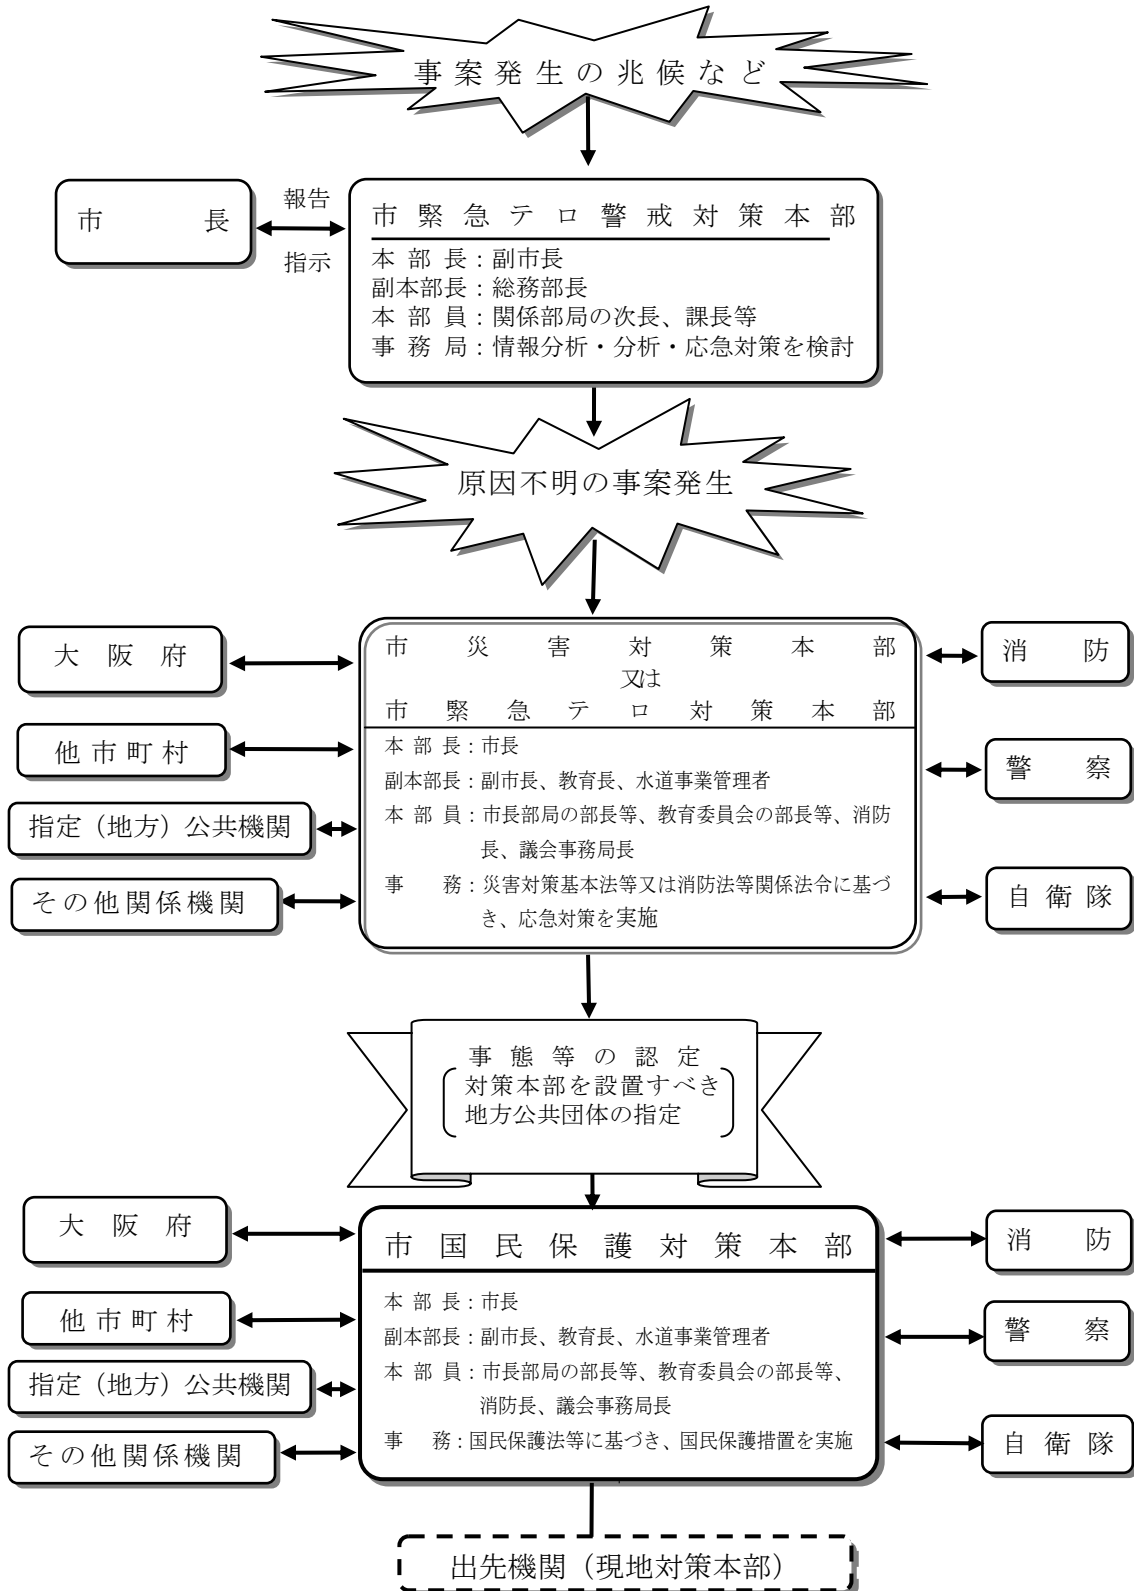 事案発生の兆候など
市長
報告
指示
市緊急テロ警戒対策本部
本部長：副市長
副本部長：総務部長
本部員：関係部局の次長、課長等
事務局：情報分析・分析・応急対策を検討
原因不明の事案発生
大阪府
他市町村
指定（地方）公共機関
その他関係機関
市災害対策本部
又は
市緊急テロ対策本部
本部長：市長
副本部長：副市長、教育長、水道事業管理者
本部員：市長部局の部長等、教育委員会の部長等、消防
長、議会事務局長
事務：災害対策基本法等又は消防法等関係法令に基づ
き、応急対策を実施
消防
警察
自衛隊
事態等の認定
対策本部を設置すべき
地方公共団体の指定
大阪府
他市町村
指定（地方）公共機関
その他関係機関
市国民保護対策本部
本部長：市長
副本部長：副市長、教育長、水道事業管理者
本部員：市長部局の部長等、教育委員会の部長等、
消防長、議会事務局長
事務：国民保護法等に基づき、国民保護措置を実施
消防
警察
自衛隊
出先機関（現地対策本部）